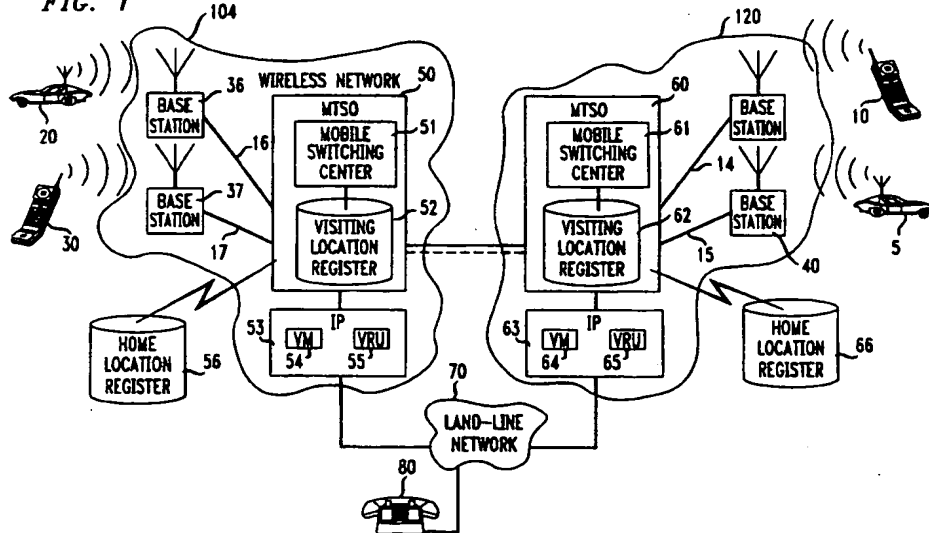 FIG. 1
104
120
WIRELESS NETWORK
20
BASE STATION
36
50
MTSO
MOBILE SWITCHING CENTER
51
16
30
BASE STATION
37
17
VISITING LOCATION REGISTER
52
60
MTSO
MOBILE SWITCHING CENTER
61
14
BASE STATION
10
VISITING LOCATION REGISTER
62
15
BASE STATION
40
5
HOME LOCATION REGISTER
56
IP
53
VM
54
VRU
55
IP
63
VM
64
VRU
65
HOME LOCATION REGISTER
66
70
LAND-LINE NETWORK
80